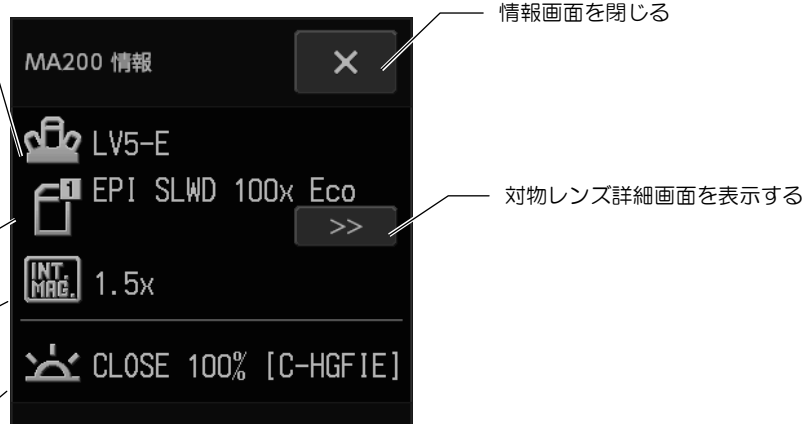 情報画面を閉じる
MA200 情報
×
LV5-E
1
EPI SLWD 100x Eco
>>
対物レンズ詳細画面を表示する
INT.
MAG.
1.5x
CLOSE 100% [C-HGFIE]